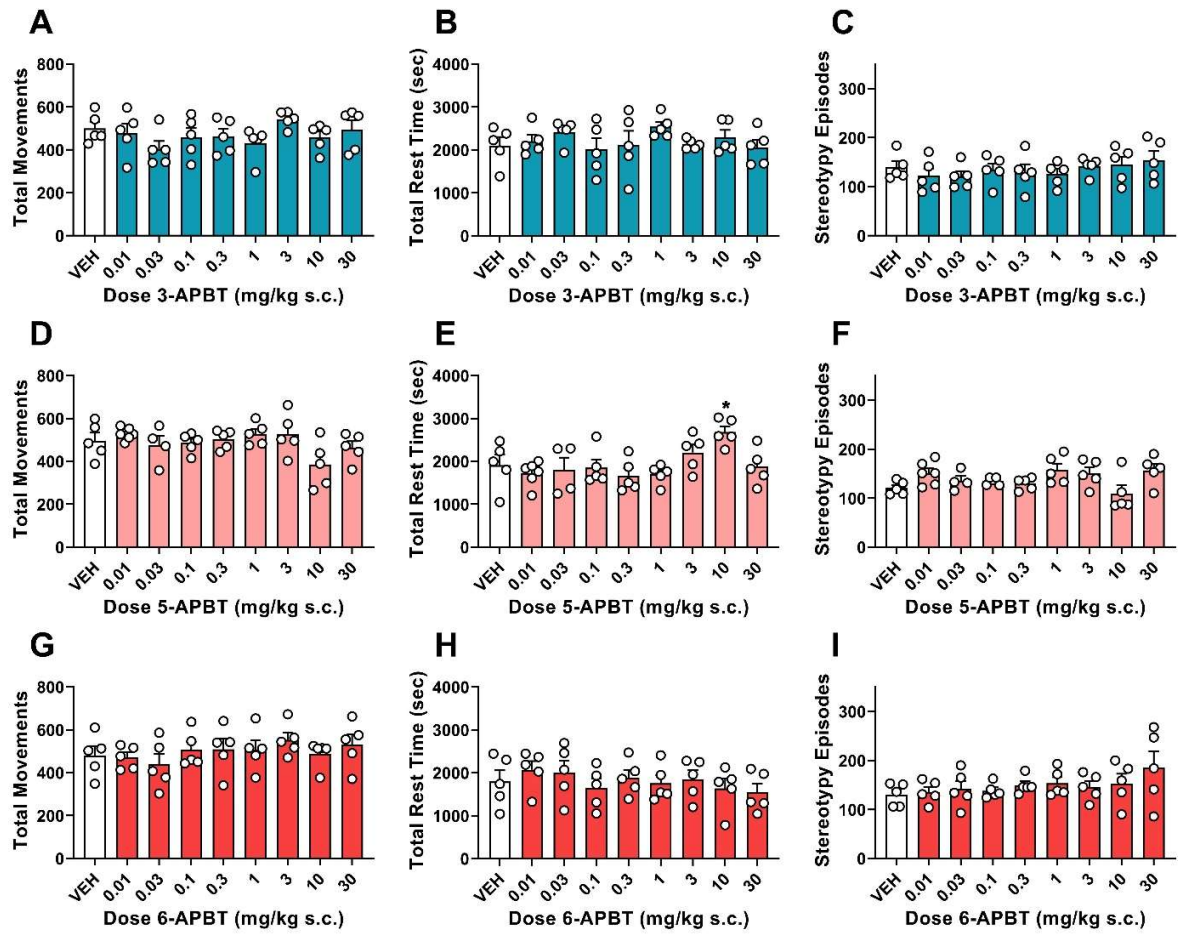 A
Total Movements
800
600
400
200
0
VEH 0.01 0.03 0.1 0.3 1 3 10 30
Dose 3-APBT (mg/kg s.c.)
B
Total Rest Time (sec)
4000
3000
2000
1000
0
VEH 0.01 0.03 0.1 0.3 1 3 10 30
Dose 3-APBT (mg/kg s.c.)
C
Stereotypy Episodes
300
200
100
0
VEH 0.01 0.03 0.1 0.3 1 3 10 30
Dose 3-APBT (mg/kg s.c.)
D
Total Movements
800
600
400
200
0
VEH 0.01 0.03 0.1 0.3 1 3 10 30
Dose 5-APBT (mg/kg s.c.)
E
Total Rest Time (sec)
4000
3000
2000
1000
0
*
VEH 0.01 0.03 0.1 0.3 1 3 10 30
Dose 5-APBT (mg/kg s.c.)
F
Stereotypy Episodes
300
200
100
0
VEH 0.01 0.03 0.1 0.3 1 3 10 30
Dose 5-APBT (mg/kg s.c.)
G
Total Movements
800
600
400
200
0
VEH 0.01 0.03 0.1 0.3 1 3 10 30
Dose 6-APBT (mg/kg s.c.)
H
Total Rest Time (sec)
4000
3000
2000
1000
0
VEH 0.01 0.03 0.1 0.3 1 3 10 30
Dose 6-APBT (mg/kg s.c.)
I
Stereotypy Episodes
300
200
100
0
VEH 0.01 0.03 0.1 0.3 1 3 10 30
Dose 6-APBT (mg/kg s.c.)